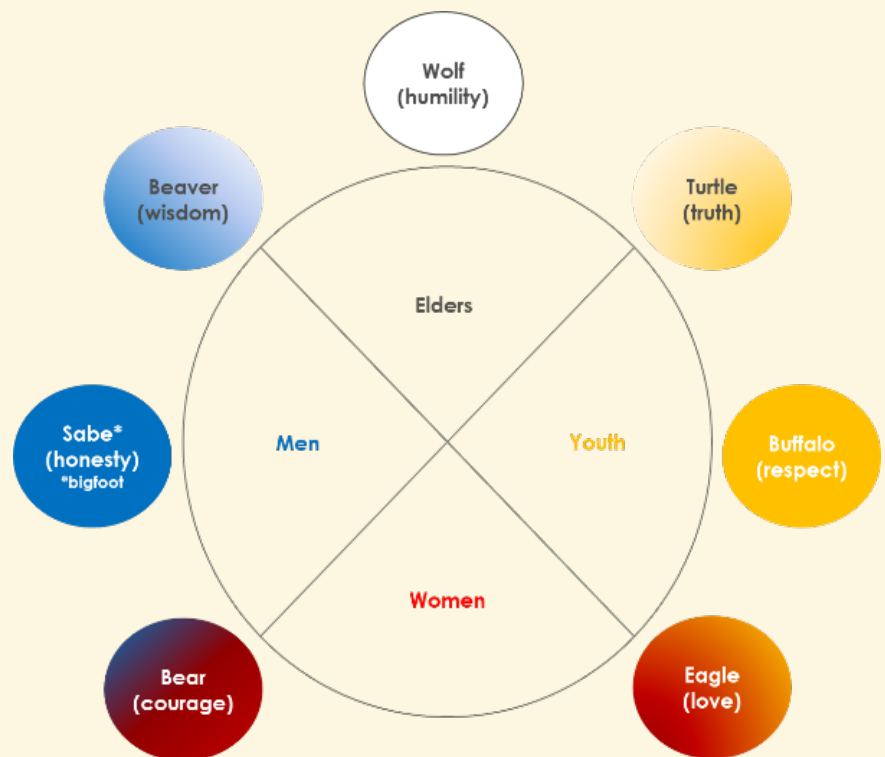 Wolf
(humility)
Beaver
(wisdom)
Turtle
(truth)
Elders
Sabe*
(honesty)
*bigfoot
Men
Youth
Buffalo
(respect)
Women
Bear
(courage)
Eagle
(love)